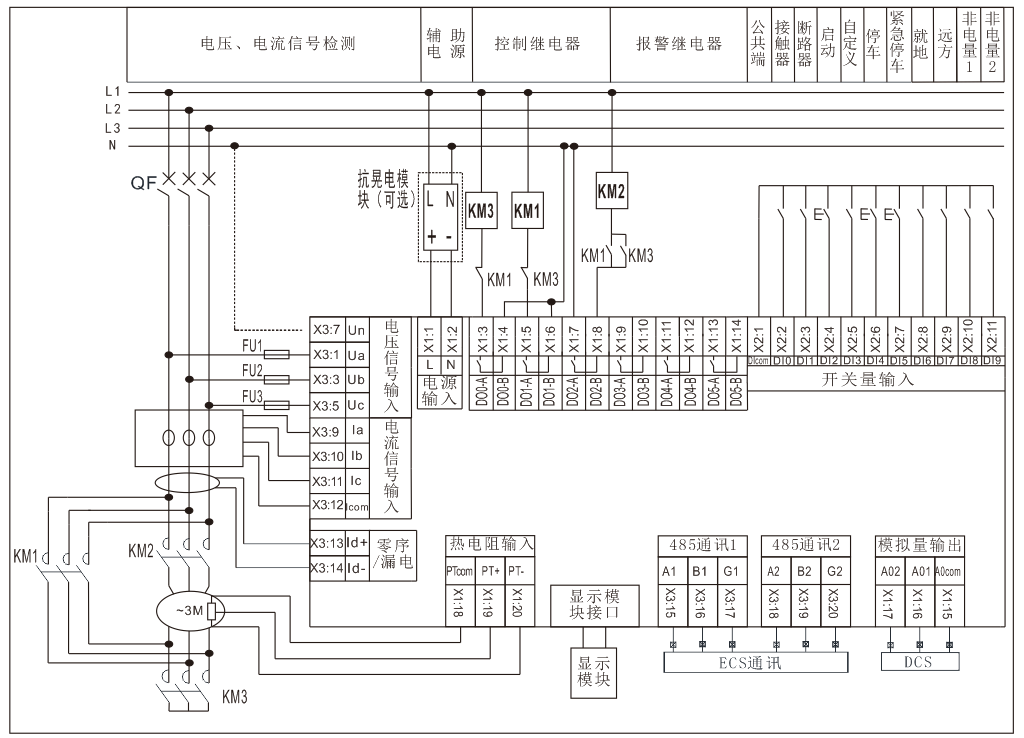 电压、电流信号检测
辅助
电源
控制继电器
报警继电器
公共端
接触器
断路器
启动
自定义
停车
紧急停车
就地
远方
非电量1
非电量2
L1
L2
L3
N
QF
抗晃电模
块（可选）
L N
+ -
KM3
KM1
KM2
KM1
KM3
KM1
KM3
X3:7 Un
X3:1 Ua
X3:3 Ub
X3:5 Uc
电压信号输入
FU1
FU2
FU3
X3:9 Ia
X3:10 Ib
X3:11 Ic
X3:12 Icom
电流信号输入
X3:13 Id+
X3:14 Id-
零序
/漏电
X1:1 X1:2
L N
电源
输入
X1:3 X1:4 X1:5 X1:6 X1:7 X1:8 X1:9 X1:10 X1:11 X1:12 X1:13 X1:14
DO0-A DO0-B DO1-A DO1-B DO2-A DO2-B DO3-A DO3-B DO4-A DO4-B DO5-A DO5-B
X2:1 X2:2 X2:3 X2:4 X2:5 X2:6 X2:7 X2:8 X2:9 X2:10 X2:11
DIcom DI0 DI1 DI2 DI3 DI4 DI5 DI6 DI7 DI8 DI9
开关量输入
KM1
KM2
~3M
KM3
热电阻输入
PTcom PT+ PT-
X1:18 X1:19 X1:20
显示模
块接口
显示
模块
485通讯1
A1 B1 G1
X3:15 X3:16 X3:17
485通讯2
A2 B2 G2
X3:18 X3:19 X3:20
ECS通讯
模拟量输出
A02 A01 A0com
X1:17 X1:16 X1:15
DCS